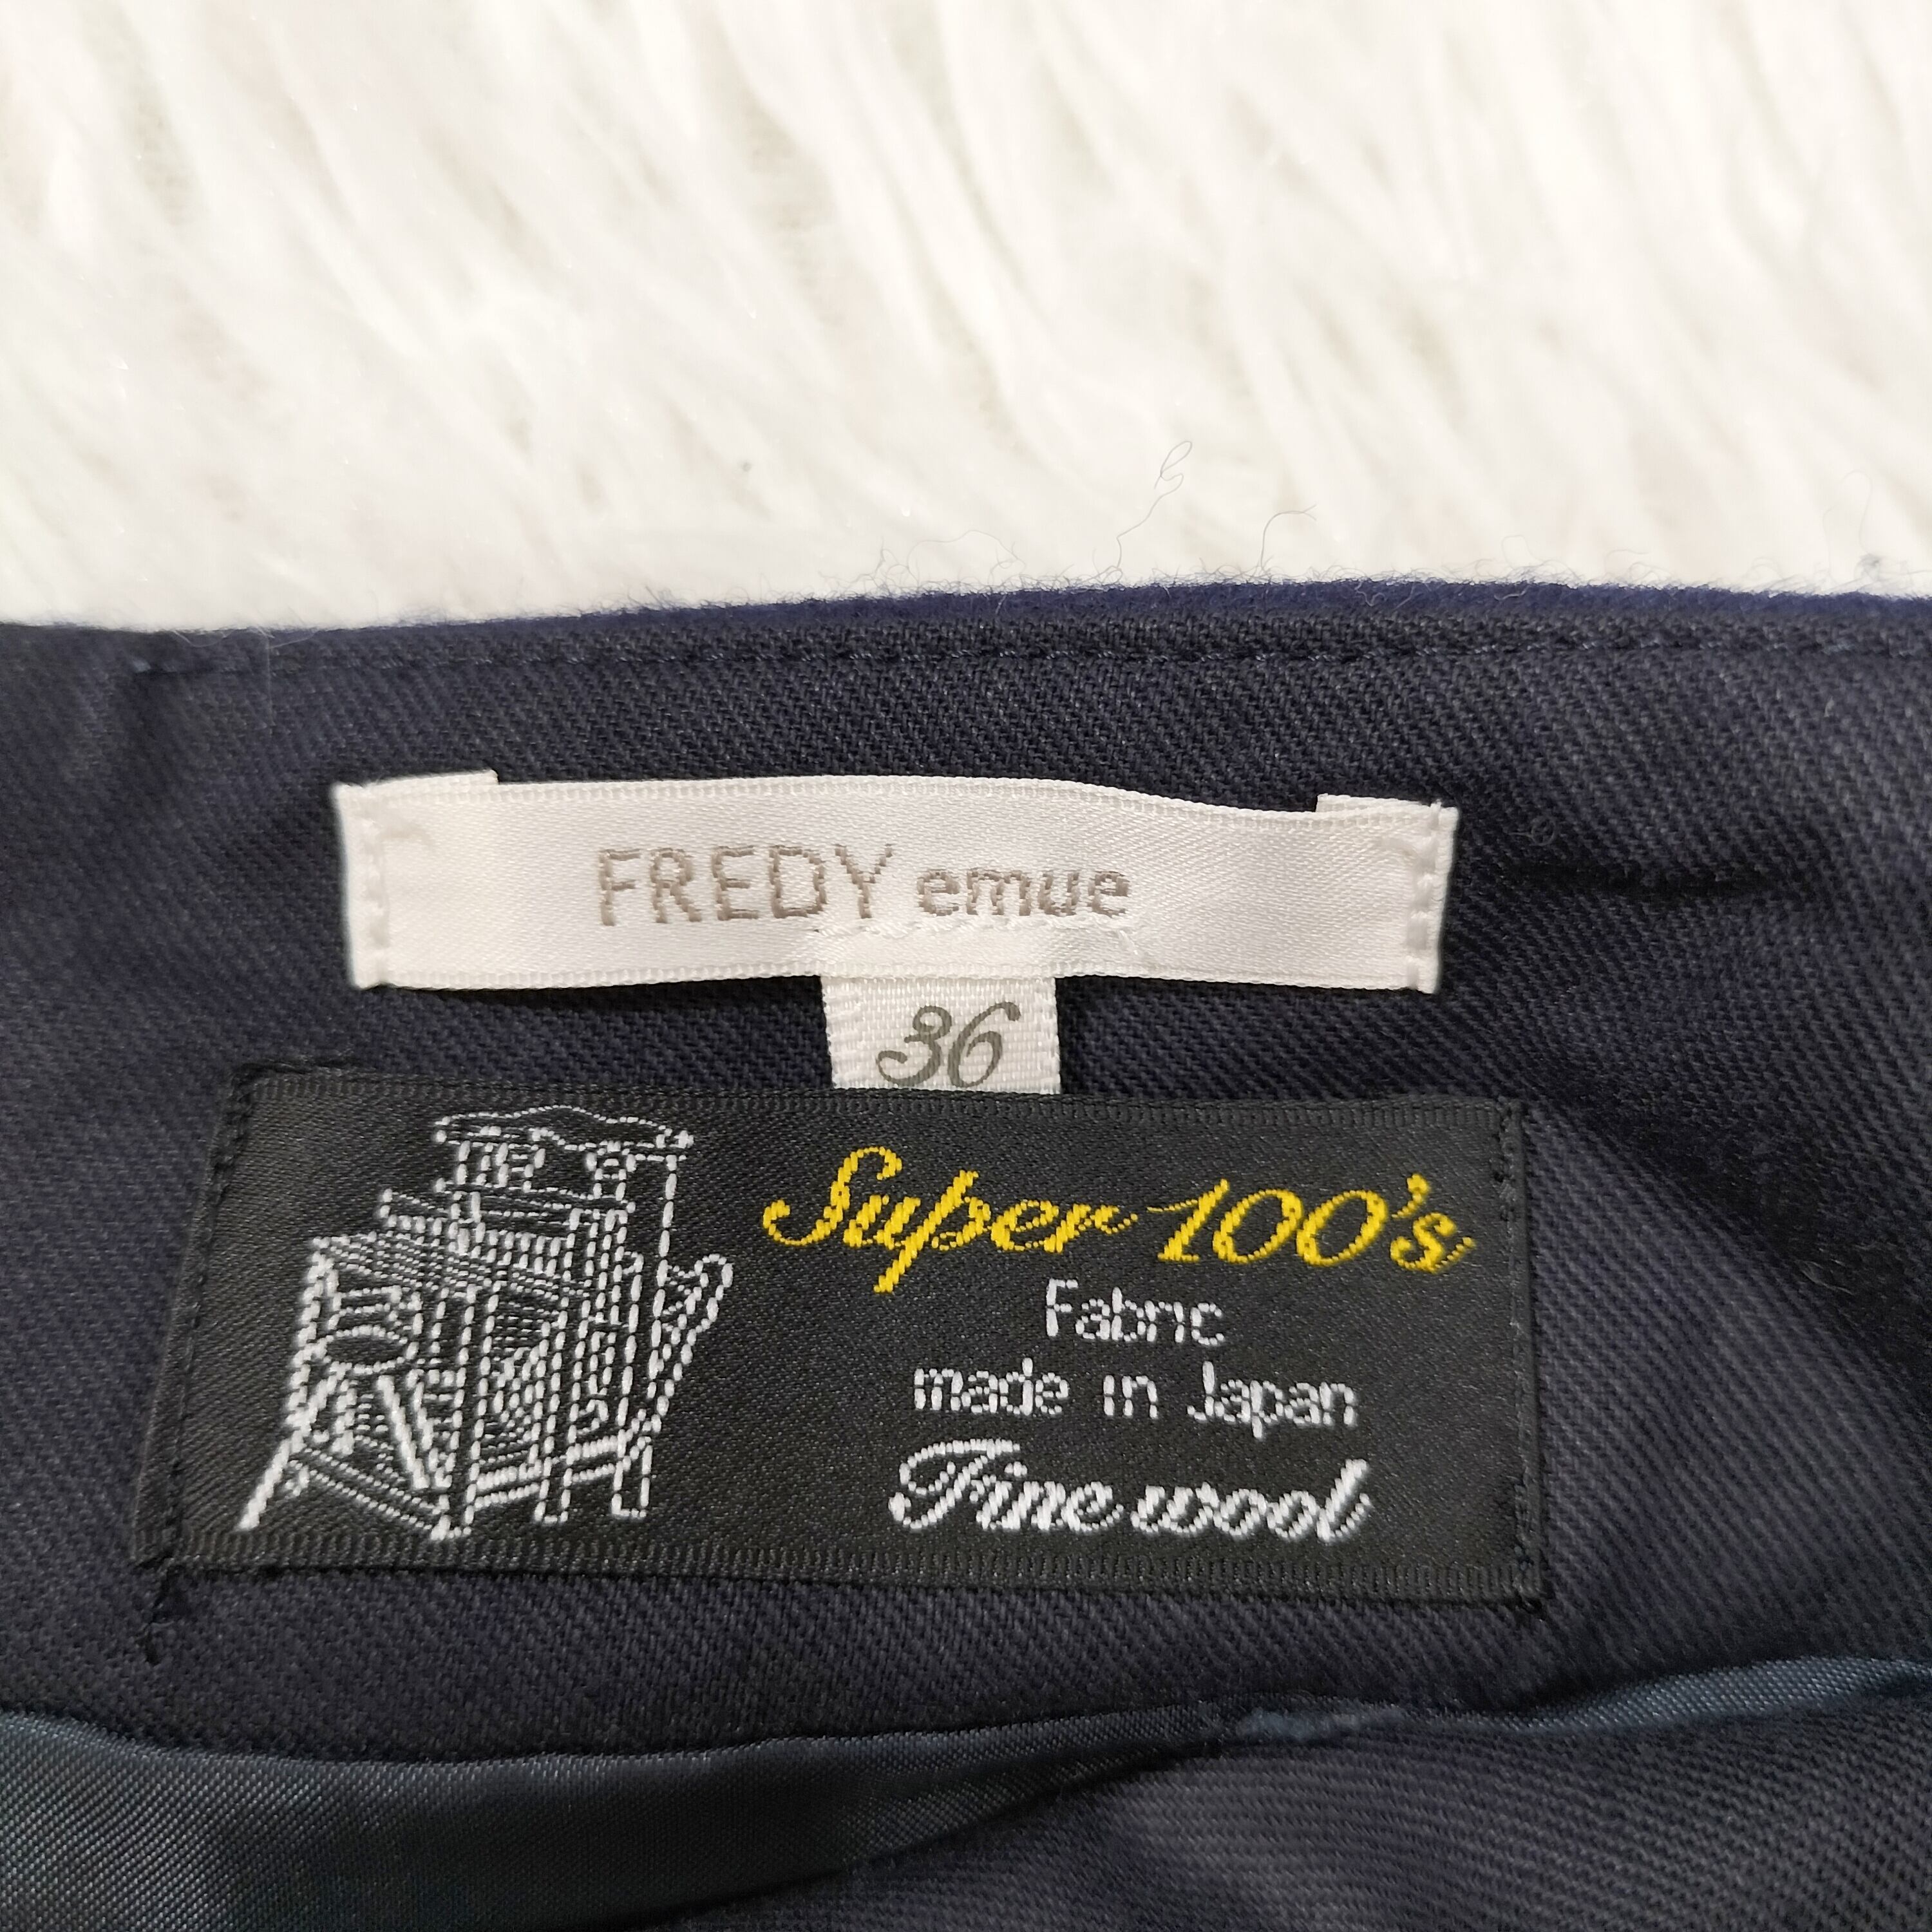 FREDY emue
36
Super 100's
Fabric
made in Japan
Fine wool